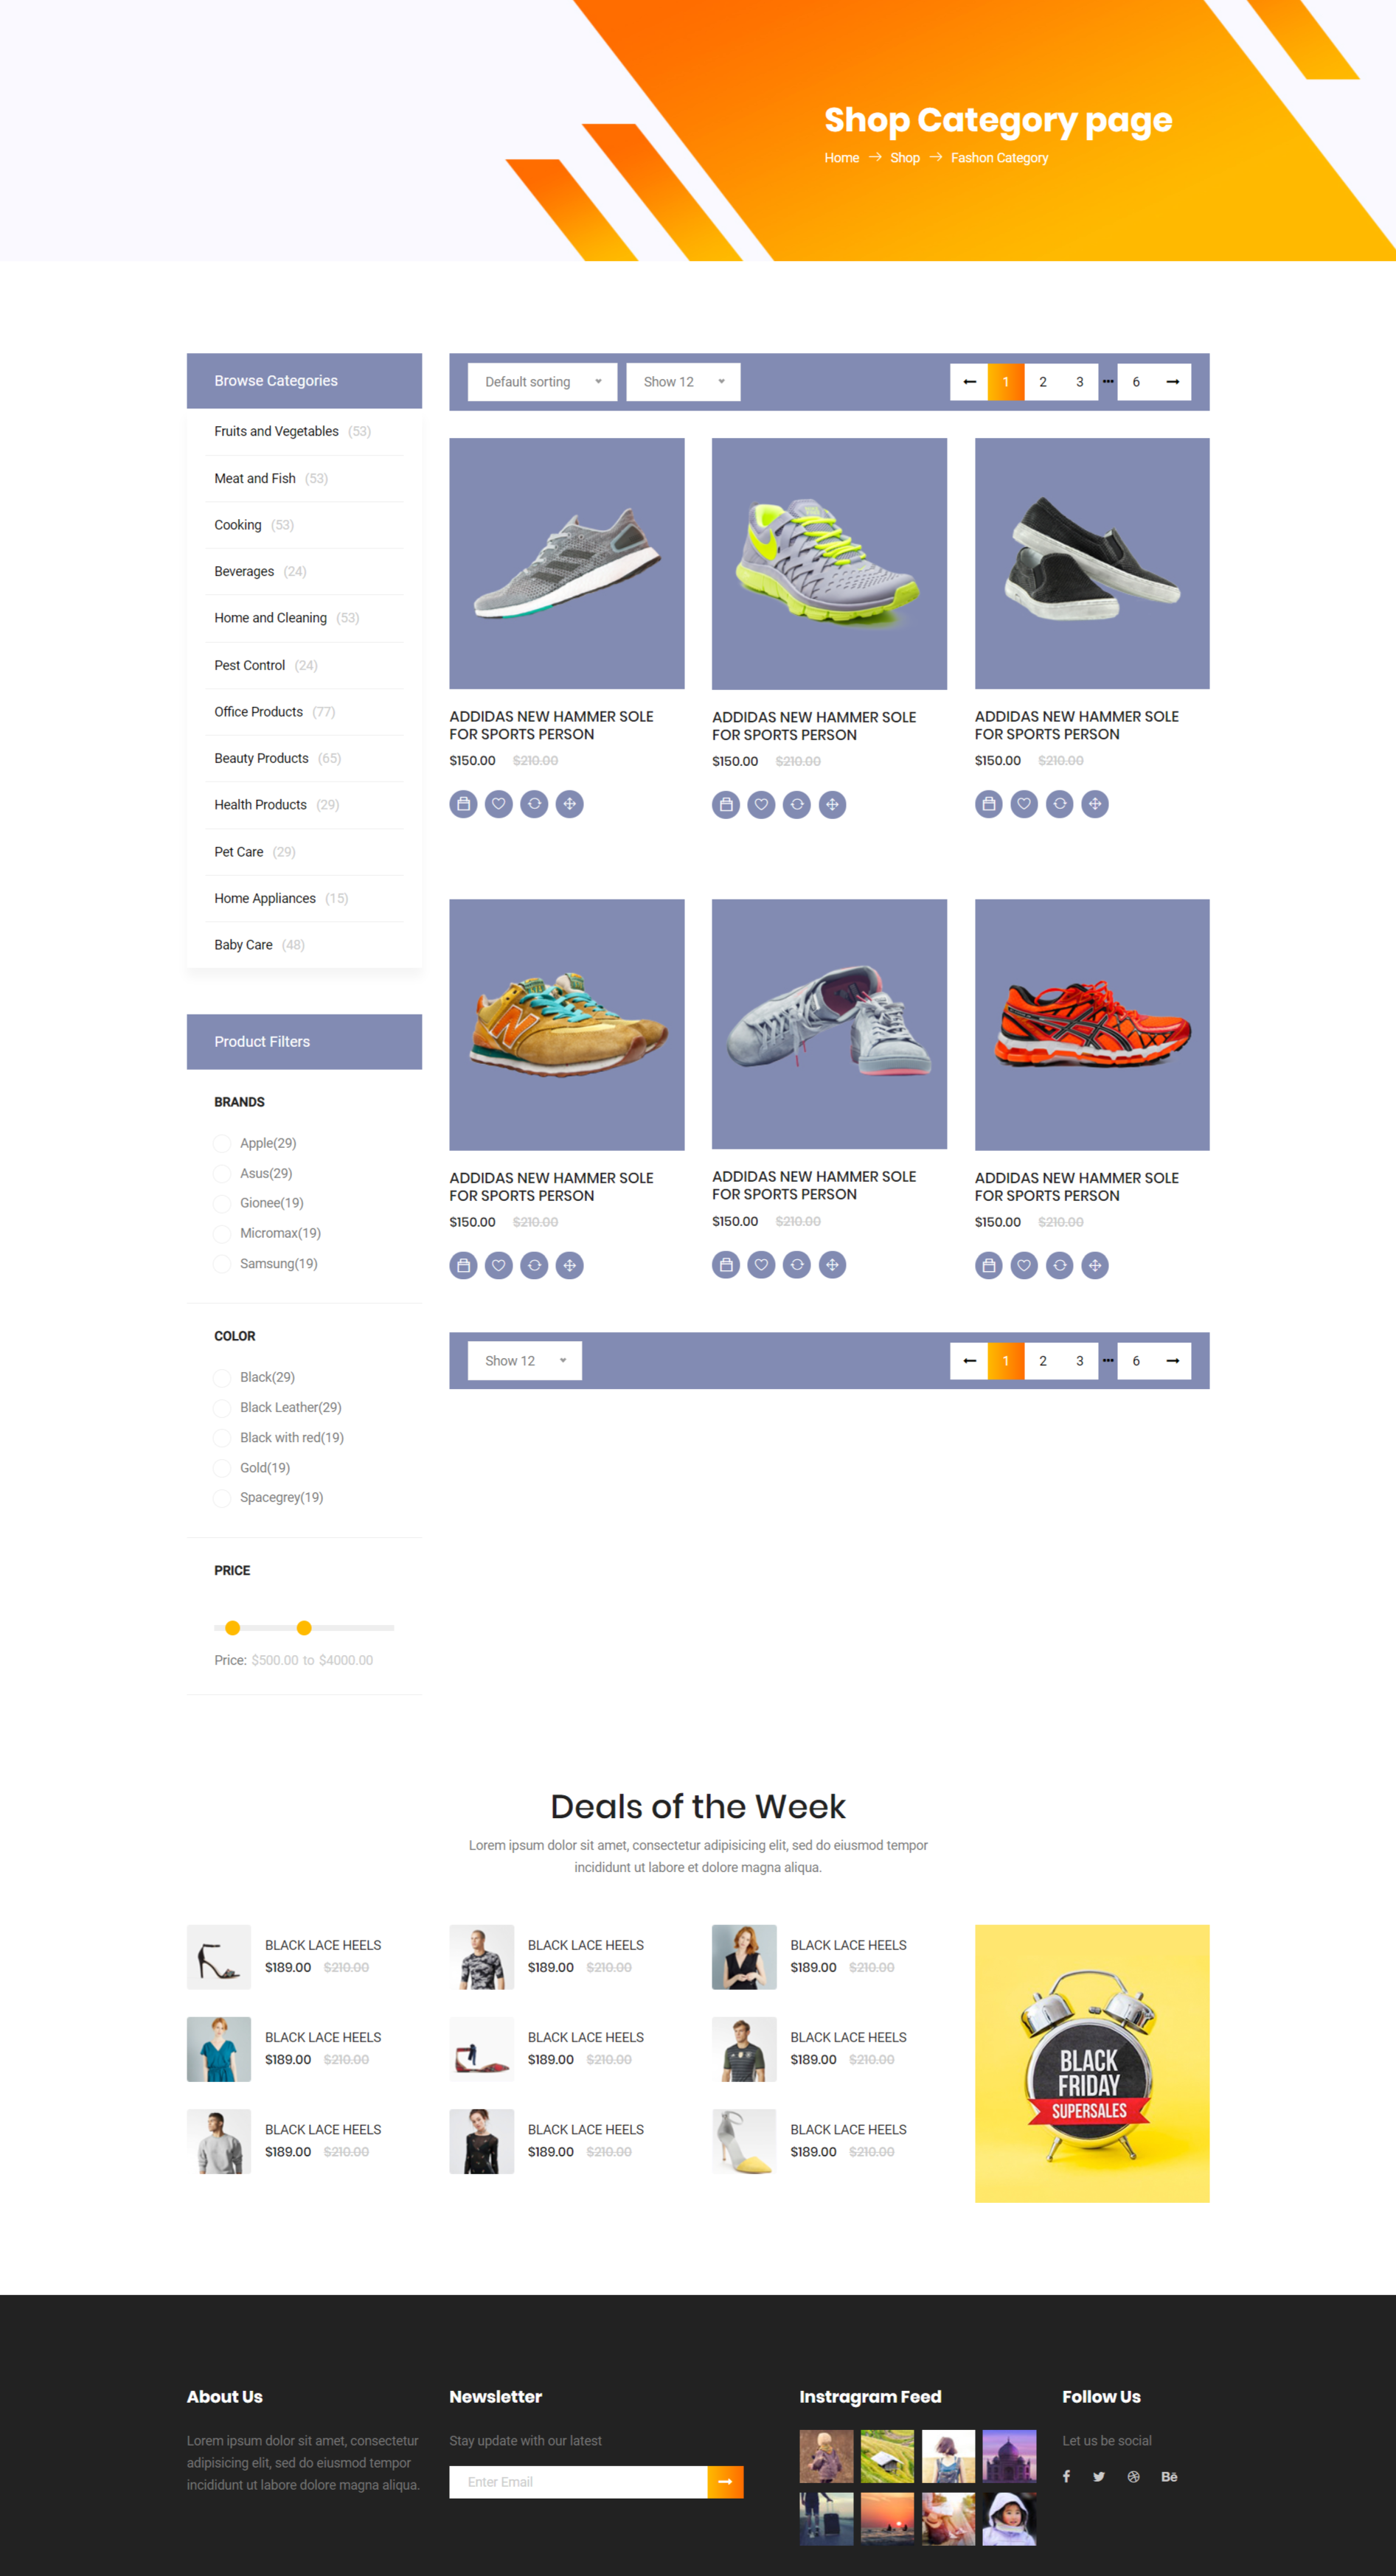 Shop Category page
Home → Shop → Fashon Category
Browse Categories
Fruits and Vegetables (53)
Meat and Fish (53)
Cooking (53)
Beverages (24)
Home and Cleaning (53)
Pest Control (24)
Office Products (77)
Beauty Products (65)
Health Products (29)
Pet Care (29)
Home Appliances (15)
Baby Care (48)
Product Filters
BRANDS
Apple(29)
Asus(29)
Gionee(19)
Micromax(19)
Samsung(19)
COLOR
Black(29)
Black Leather(29)
Black with red(19)
Gold(19)
Spacegrey(19)
PRICE
Price: $500.00 to $4000.00
Default sorting Show 12 1 2 3 ... 6
ADDIDAS NEW HAMMER SOLE
FOR SPORTS PERSON
$150.00 $210.00
ADDIDAS NEW HAMMER SOLE
FOR SPORTS PERSON
$150.00 $210.00
ADDIDAS NEW HAMMER SOLE
FOR SPORTS PERSON
$150.00 $210.00
N
ADDIDAS NEW HAMMER SOLE
FOR SPORTS PERSON
$150.00 $210.00
ADDIDAS NEW HAMMER SOLE
FOR SPORTS PERSON
$150.00 $210.00
ADDIDAS NEW HAMMER SOLE
FOR SPORTS PERSON
$150.00 $210.00
Show 12 1 2 3 ... 6
Deals of the Week
Lorem ipsum dolor sit amet, consectetur adipisicing elit, sed do eiusmod tempor
incididunt ut labore et dolore magna aliqua.
BLACK LACE HEELS
$189.00 $210.00
BLACK LACE HEELS
$189.00 $210.00
BLACK LACE HEELS
$189.00 $210.00
BLACK LACE HEELS
$189.00 $210.00
BLACK LACE HEELS
$189.00 $210.00
BLACK LACE HEELS
$189.00 $210.00
BLACK LACE HEELS
$189.00 $210.00
BLACK LACE HEELS
$189.00 $210.00
BLACK LACE HEELS
$189.00 $210.00
BLACK
FRIDAY
SUPERSALES
About Us
Lorem ipsum dolor sit amet, consectetur
adipisicing elit, sed do eiusmod tempor
incididunt ut labore dolore magna aliqua.
Newsletter
Stay update with our latest
Enter Email
Instragram Feed
Follow Us
Let us be social